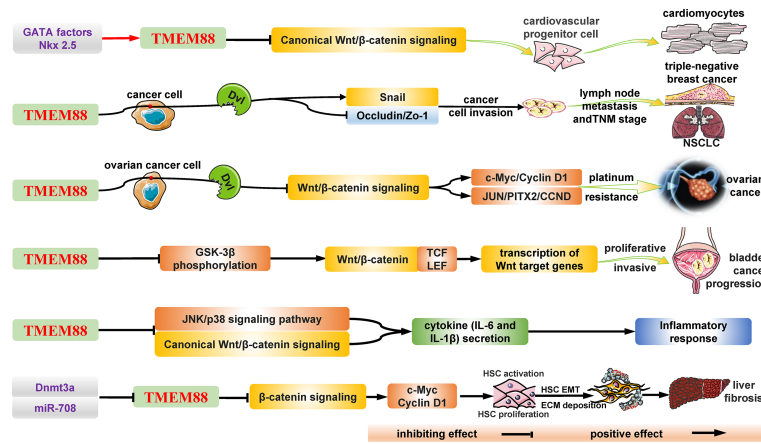 GATA factors
Nkx 2.5
TMEM88
Canonical Wnt/β-catenin signaling
cardiovascular
progenitor cell
cardiomyocytes
TMEM88
cancer cell
Dvl
Snail
Occludin/Zo-1
cancer
cell invasion
lymph node
metastasis
andTNM stage
triple-negative
breast cancer
NSCLC
TMEM88
ovarian cancer cell
Dvl
Wnt/β-catenin signaling
c-Myc/Cyclin D1
JUN/PITX2/CCND
platinum
resistance
ovarian
cance
TMEM88
GSK-3β
phosphorylation
Wnt/β-catenin
TCF
LEF
transcription of
Wnt target genes
proliferative
invasive
bladde
cance
progressio
TMEM88
JNK/p38 signaling pathway
Canonical Wnt/β-catenin signaling
cytokine (IL-6 and
IL-1β) secretion
Inflammatory
response
Dnmt3a
miR-708
TMEM88
β-catenin signaling
c-Myc
Cyclin D1
HSC activation
HSC proliferation
HSC EMT
ECM deposition
liver
fibrosis
inhibiting effect
positive effect